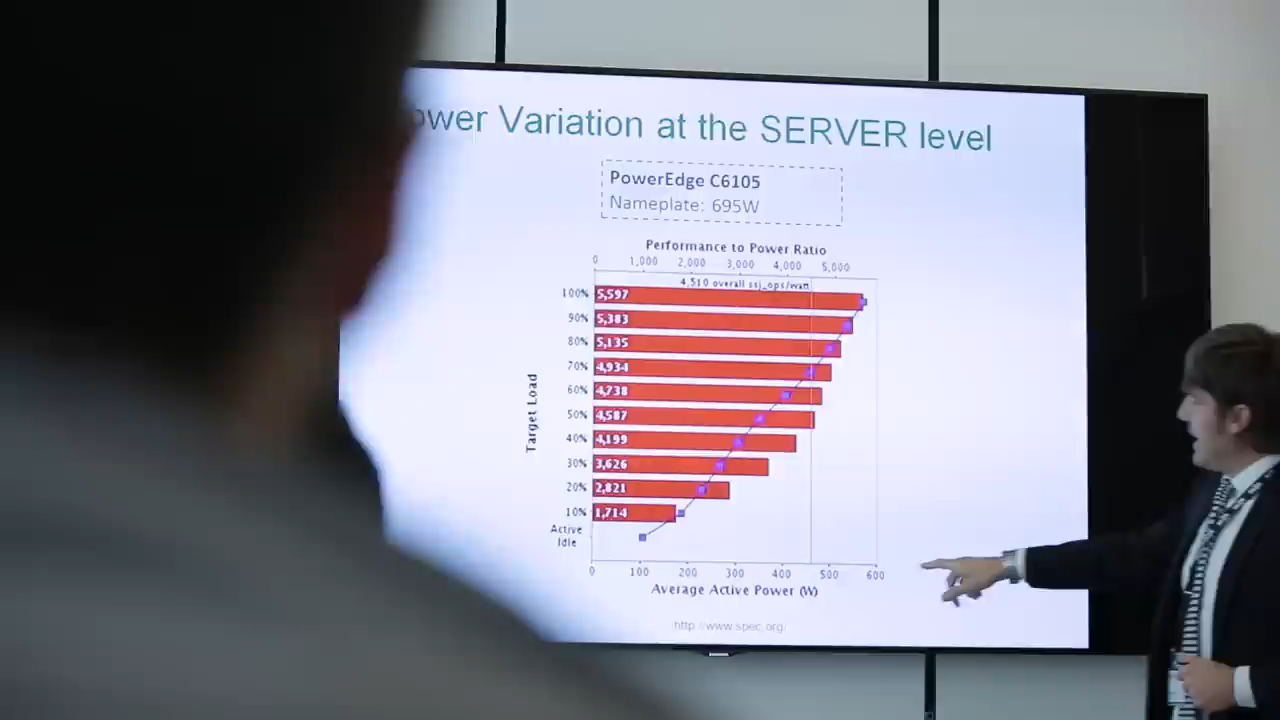 ower Variation at the SERVER level
PowerEdge C6105
Nameplate: 695W
Performance to Power Ratio
0 1,000 2,000 3,000 4,000 5,000
4,510 overall ssj_ops/watt
100% 5,597
90% 5,383
80% 5,135
70% 4,934
60% 4,738
50% 4,587
40% 4,199
30% 3,626
20% 2,821
10% 1,714
Active
Idle
Target Load
0 100 200 300 400 500 600
Average Active Power (W)
http://www.spec.org/